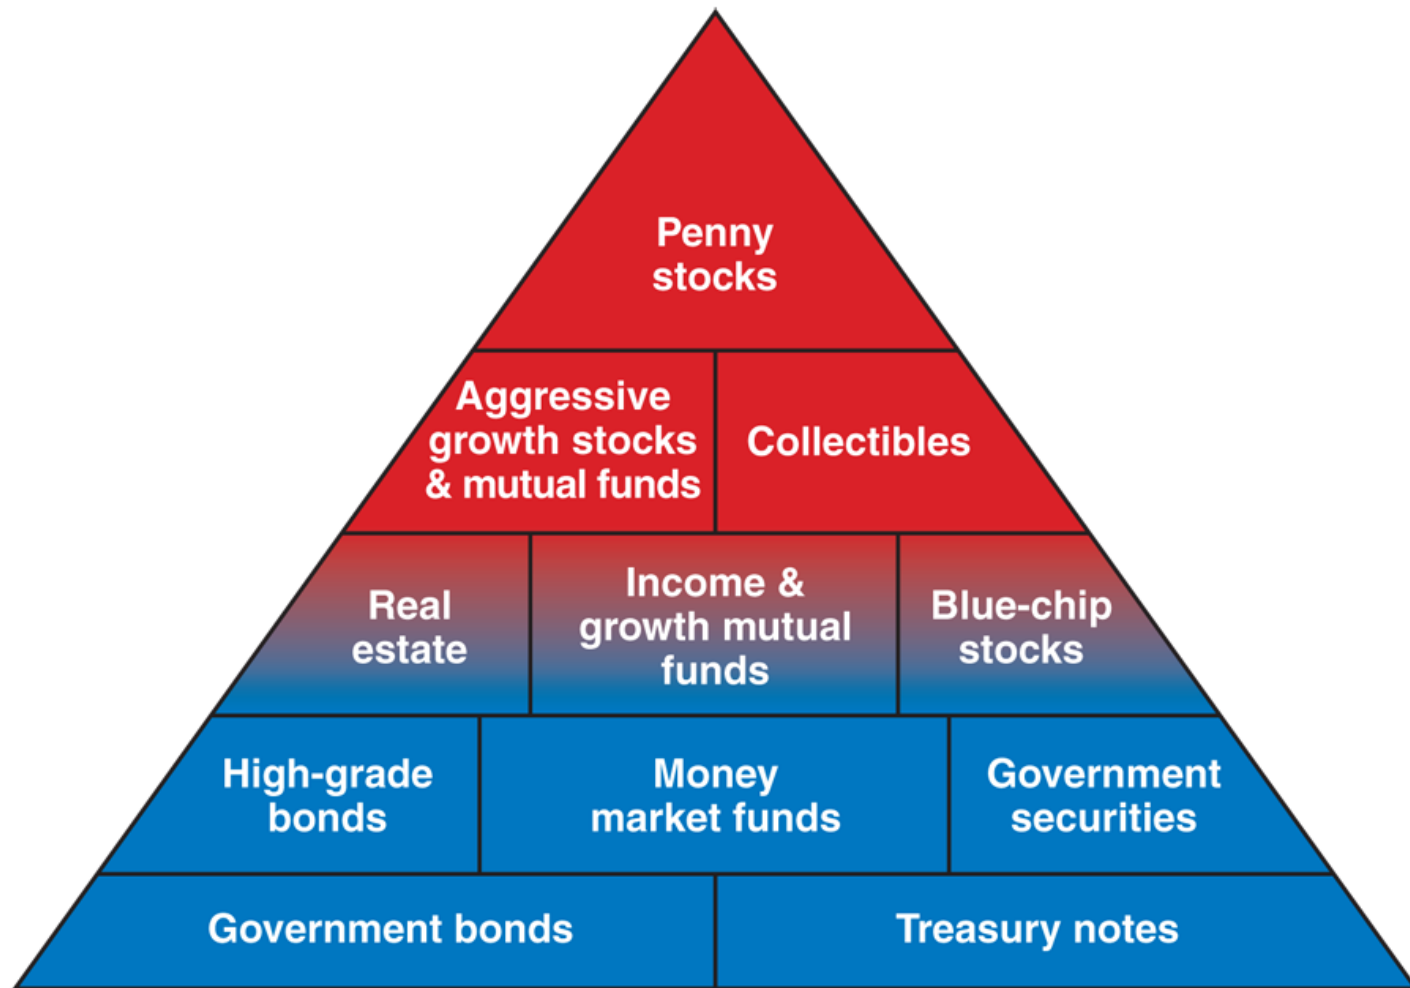 Penny
stocks
Aggressive
growth stocks
& mutual funds
Collectibles
Real
estate
Income &
growth mutual
funds
Blue-chip
stocks
High-grade
bonds
Money
market funds
Government
securities
Government bonds
Treasury notes